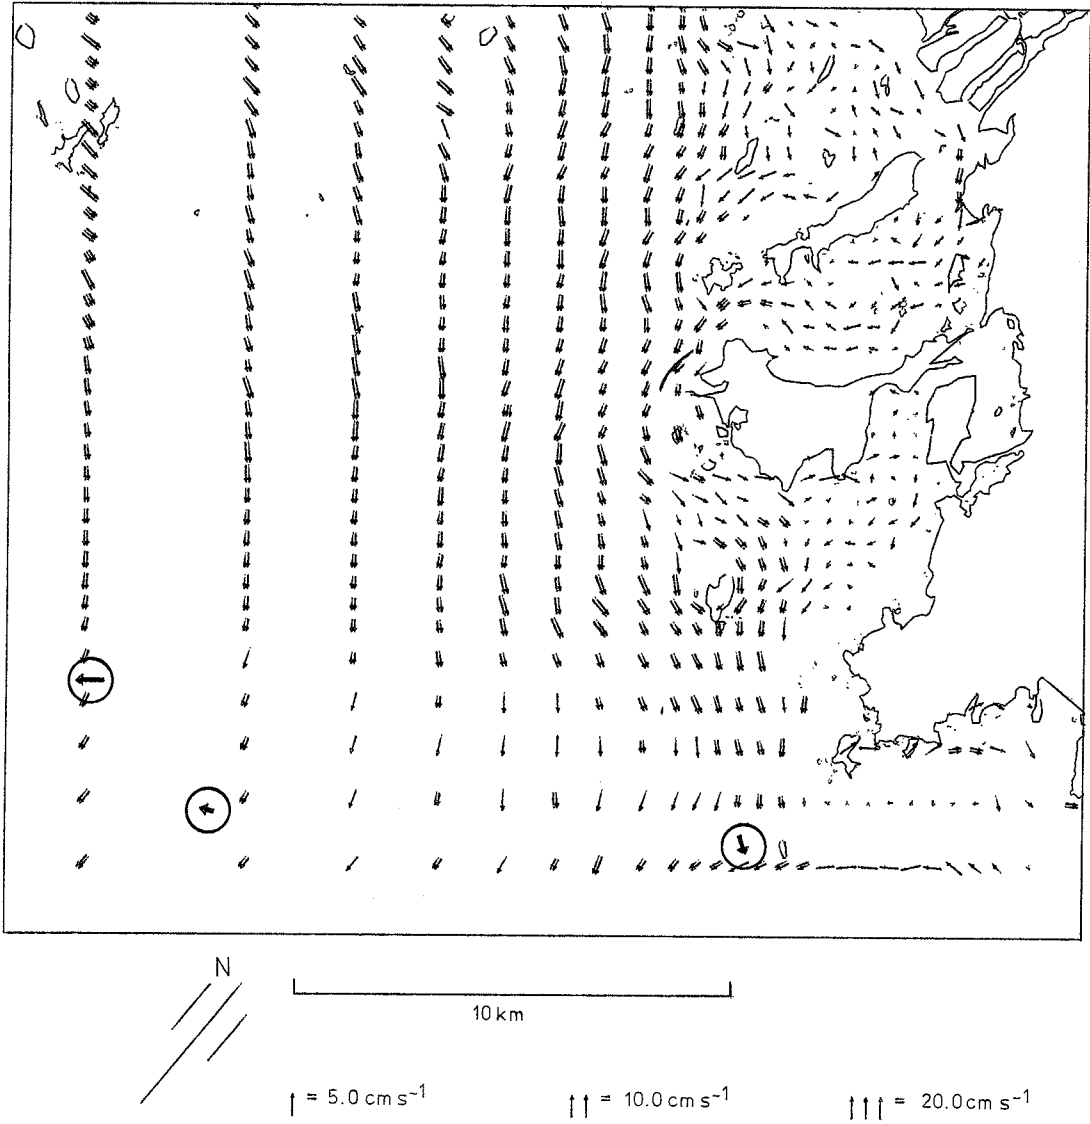 N
10 km
↑ = 5.0 cm s⁻¹ ↑↑ = 10.0 cm s⁻¹ ↑↑↑ = 20.0 cm s⁻¹